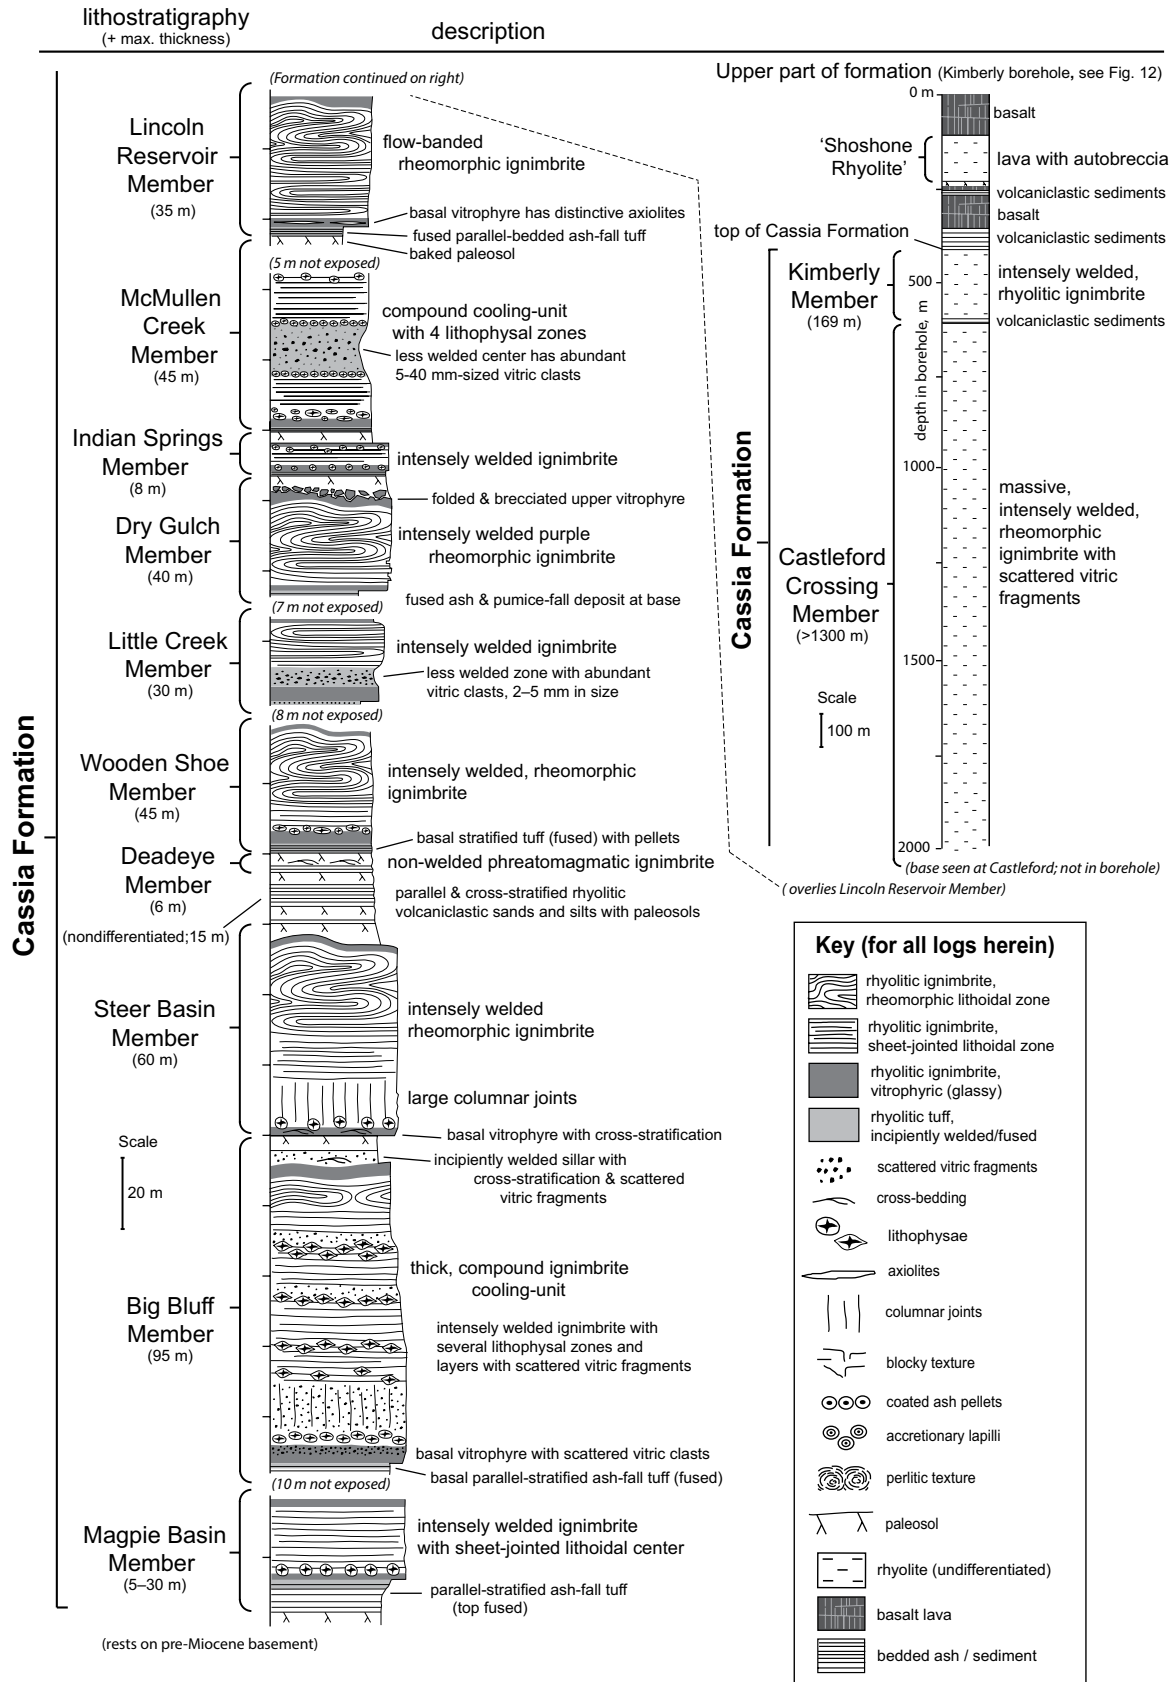 lithostratigraphy
(+ max. thickness)
description
(Formation continued on right)
Lincoln
Reservoir
Member
(35 m)
flow-banded
rheomorphic ignimbrite
basal vitrophyre has distinctive axiolites
fused parallel-bedded ash-fall tuff
baked paleosol
(5 m not exposed)
McMullen
Creek
Member
(45 m)
compound cooling-unit
with 4 lithophysal zones
less welded center has abundant
5-40 mm-sized vitric clasts
Indian Springs
Member
(8 m)
intensely welded ignimbrite
folded & brecciated upper vitrophyre
Dry Gulch
Member
(40 m)
intensely welded purple
rheomorphic ignimbrite
fused ash & pumice-fall deposit at base
(7 m not exposed)
Little Creek
Member
(30 m)
intensely welded ignimbrite
less welded zone with abundant
vitric clasts, 2–5 mm in size
(8 m not exposed)
Wooden Shoe
Member
(45 m)
intensely welded, rheomorphic
ignimbrite
basal stratified tuff (fused) with pellets
Deadeye
Member
(6 m)
non-welded phreatomagmatic ignimbrite
parallel & cross-stratified rhyolitic
volcaniclastic sands and silts with paleosols
(nondifferentiated;15 m)
Cassia Formation
Steer Basin
Member
(60 m)
intensely welded
rheomorphic ignimbrite
large columnar joints
basal vitrophyre with cross-stratification
Scale
20 m
incipiently welded sillar with
cross-stratification & scattered
vitric fragments
Big Bluff
Member
(95 m)
thick, compound ignimbrite
cooling-unit
intensely welded ignimbrite with
several lithophysal zones and
layers with scattered vitric fragments
basal vitrophyre with scattered vitric clasts
basal parallel-stratified ash-fall tuff (fused)
(10 m not exposed)
Magpie Basin
Member
(5–30 m)
intensely welded ignimbrite
with sheet-jointed lithoidal center
parallel-stratified ash-fall tuff
(top fused)
(rests on pre-Miocene basement)
Upper part of formation (Kimberly borehole, see Fig. 12)
0 m
basalt
'Shoshone
Rhyolite'
lava with autobreccia
volcaniclastic sediments
basalt
top of Cassia Formation
volcaniclastic sediments
Kimberly
Member
(169 m)
500
intensely welded,
rhyolitic ignimbrite
volcaniclastic sediments
depth in borehole, m
1000
Cassia Formation
Castleford
Crossing
Member
(>1300 m)
massive,
intensely welded,
rheomorphic
ignimbrite with
scattered vitric
fragments
1500
Scale
100 m
2000
(base seen at Castleford; not in borehole)
( overlies Lincoln Reservoir Member)
Key (for all logs herein)
rhyolitic ignimbrite,
rheomorphic lithoidal zone
rhyolitic ignimbrite,
sheet-jointed lithoidal zone
rhyolitic ignimbrite,
vitrophyric (glassy)
rhyolitic tuff,
incipiently welded/fused
scattered vitric fragments
cross-bedding
lithophysae
axiolites
columnar joints
blocky texture
coated ash pellets
accretionary lapilli
perlitic texture
paleosol
rhyolite (undifferentiated)
basalt lava
bedded ash / sediment